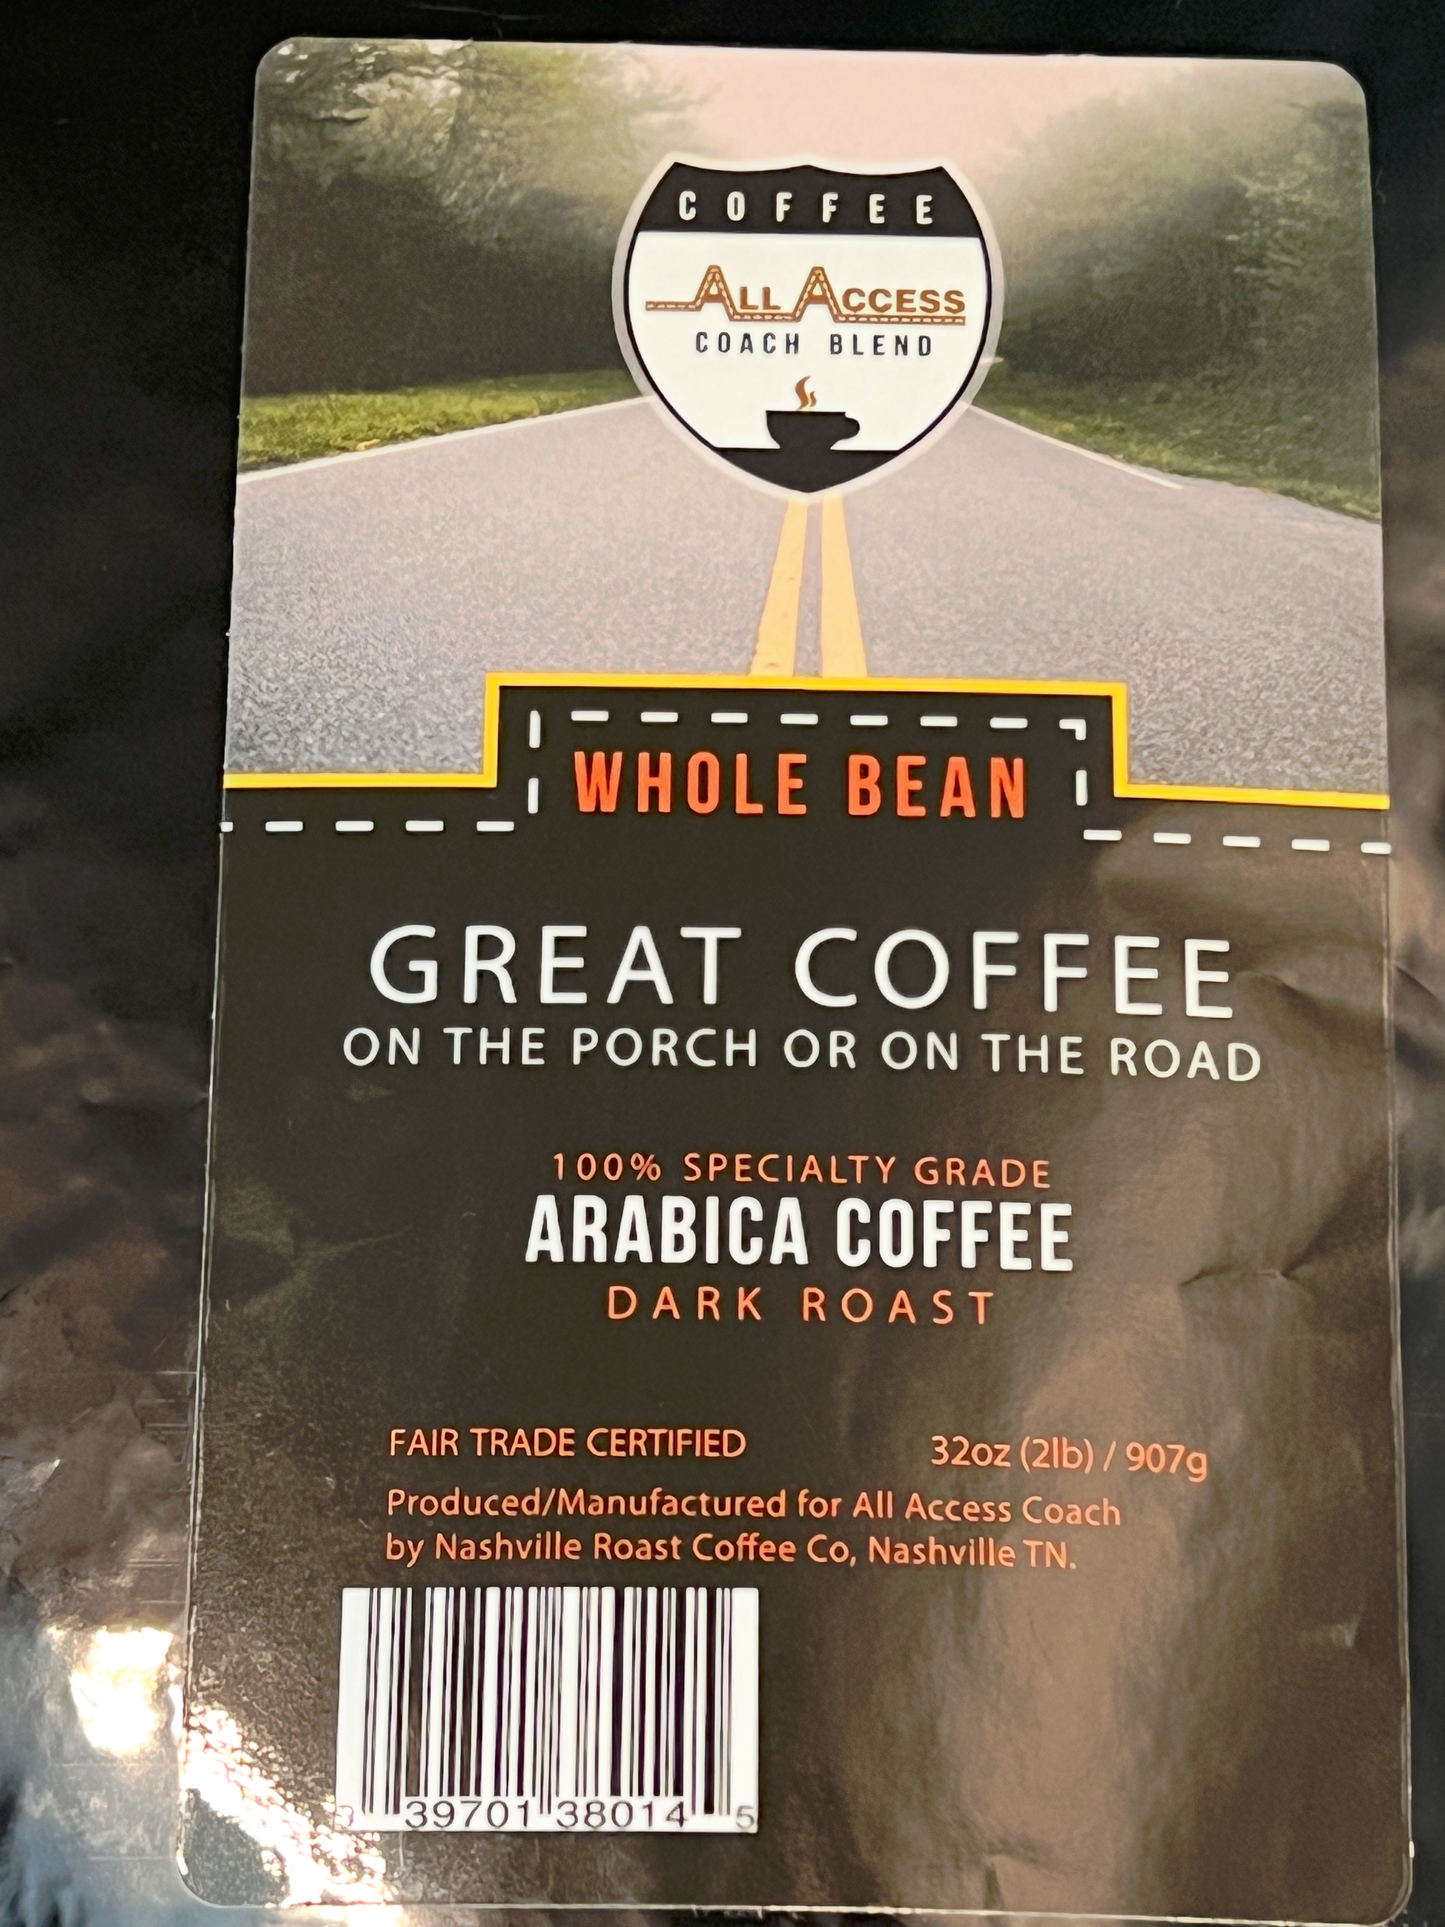 COFFEE
ALL ACCESS
COACH BLEND
WHOLE BEAN
GREAT COFFEE
ON THE PORCH OR ON THE ROAD
100% SPECIALTY GRADE
ARABICA COFFEE
DARK ROAST
FAIR TRADE CERTIFIED 32oz (2lb) / 907g
Produced/Manufactured for All Access Coach
by Nashville Roast Coffee Co, Nashville TN.
39701 38014 5